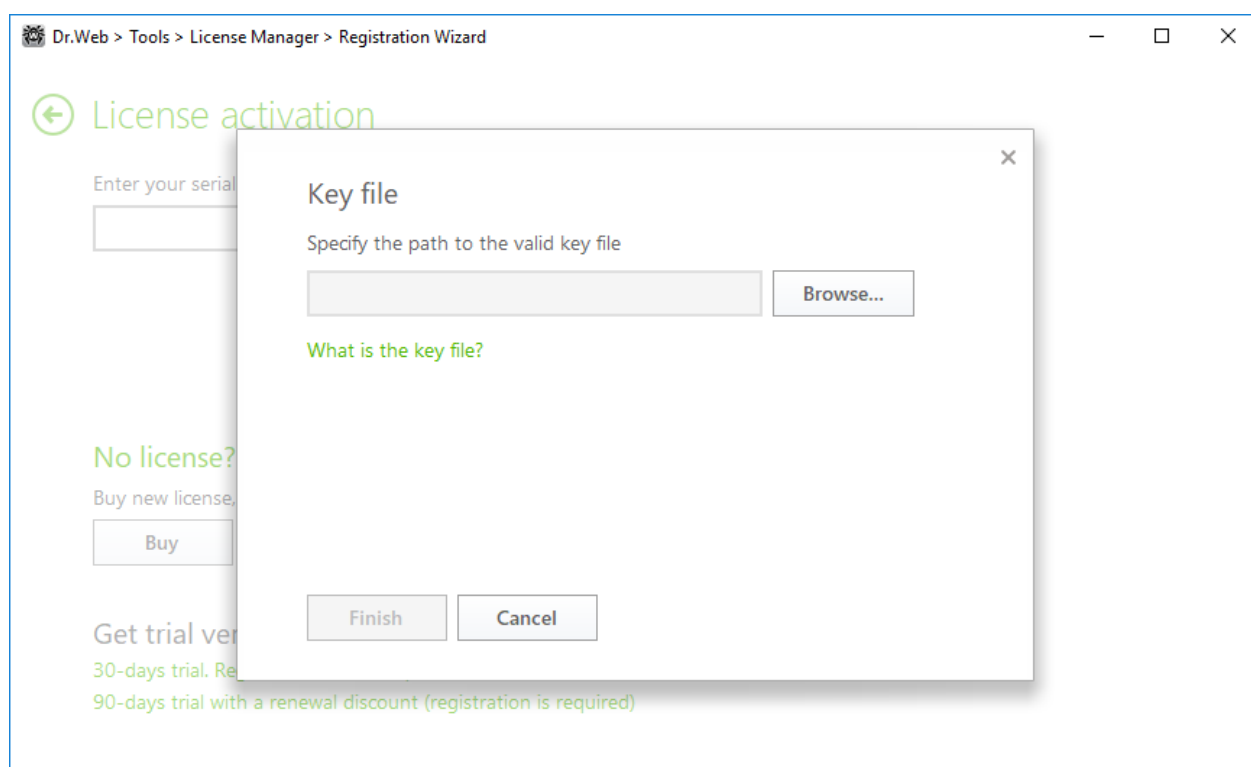 Dr.Web > Tools > License Manager > Registration Wizard
License activation
Enter your serial
Key file
Specify the path to the valid key file
Browse...
What is the key file?
No license?
Buy new license,
Buy
Finish
Cancel
Get trial ver
30-days trial. Re
90-days trial with a renewal discount (registration is required)